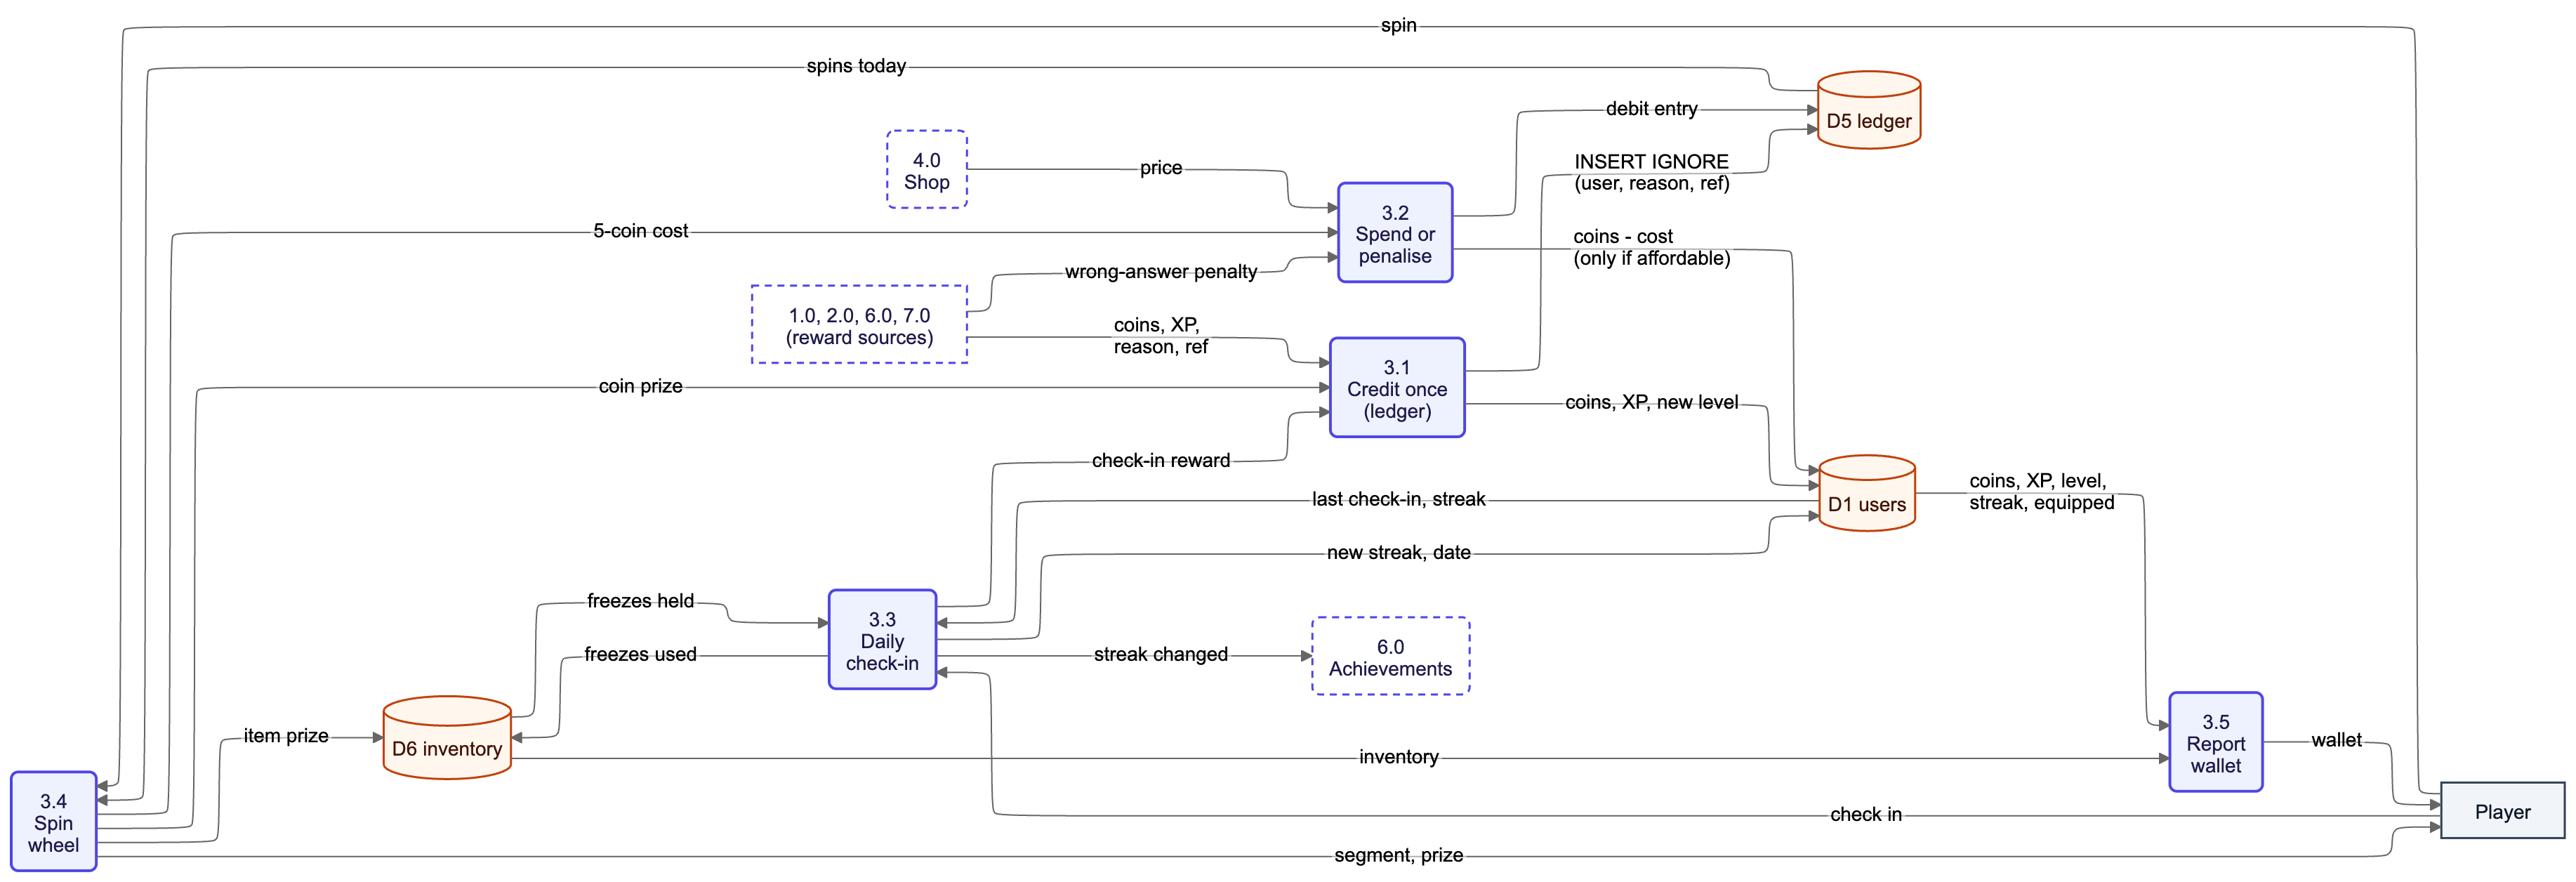 spin
spins today
D5 ledger
debit entry
4.0
Shop
price
INSERT IGNORE
(user, reason, ref)
3.2
Spend or
penalise
5-coin cost
coins - cost
(only if affordable)
wrong-answer penalty
1.0, 2.0, 6.0, 7.0
(reward sources)
coins, XP,
reason, ref
3.1
Credit once
(ledger)
coin prize
coins, XP, new level
check-in reward
last check-in, streak
D1 users
coins, XP, level,
streak, equipped
new streak, date
freezes held
3.3
Daily
check-in
freezes used
streak changed
6.0
Achievements
item prize
D6 inventory
inventory
3.5
Report
wallet
wallet
3.4
Spin
wheel
check in
Player
segment, prize